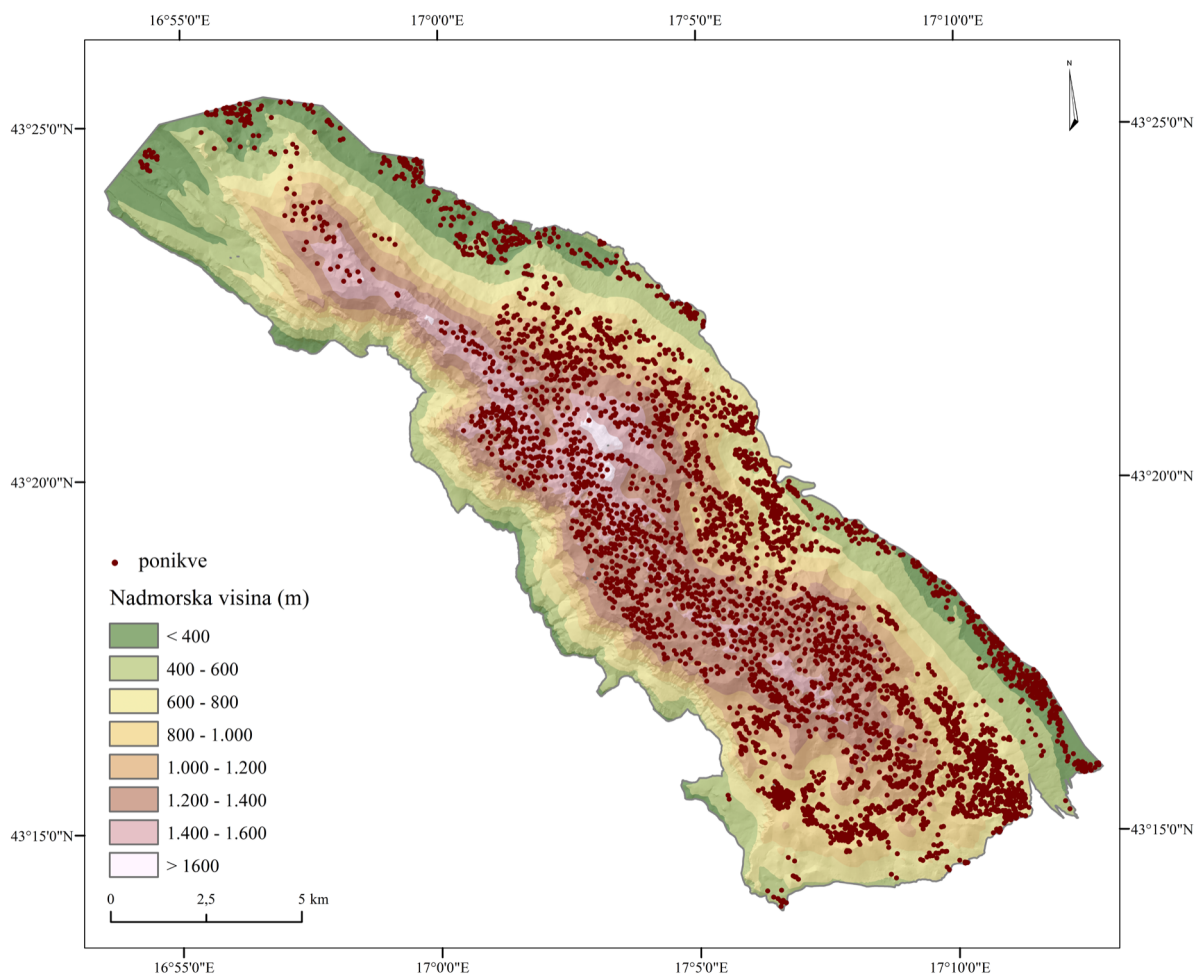 16°55'0"E 17°00'0"E 17°5'0"E 17°10'0"E
N
43°25'0"N 43°25'0"N
43°20'0"N 43°20'0"N
ponikve
Nadmorska visina (m)
< 400
400 - 600
600 - 800
800 - 1.000
1.000 - 1.200
1.200 - 1.400
1.400 - 1.600
> 1600
43°15'0"N 43°15'0"N
0 2,5 5 km
16°55'0"E 17°00'0"E 17°5'0"E 17°10'0"E